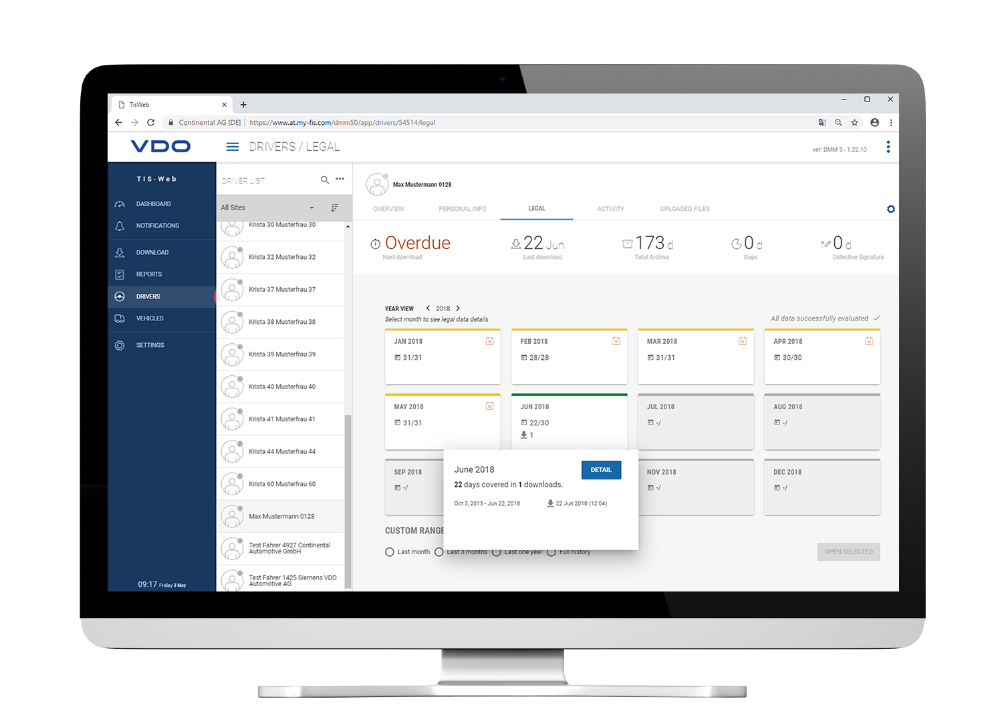 TisWeb
Continental AG [DE] | https://www.at.my-fis.com/dmm50/app/drivers/54514/legal
VDO
DRIVERS / LEGAL
ver: DMM 5 - 1.22.10
TIS-Web
DASHBOARD
NOTIFICATIONS
DOWNLOAD
REPORTS
DRIVERS
VEHICLES
SETTINGS
09:17 Friday 3 May
DRIVER LIST
All Sites
Krista 30 Musterfrau 30
Krista 32 Musterfrau 32
Krista 37 Musterfrau 37
Krista 38 Musterfrau 38
Krista 39 Musterfrau 39
Krista 40 Musterfrau 40
Krista 41 Musterfrau 41
Krista 44 Musterfrau 44
Krista 60 Musterfrau 60
Max Mustermann 0128
Test Fahrer 4927 Continental
Automotive GmbH
Test Fahrer 1425 Siemens VDO
Automotive AG
Max Mustermann 0128
OVERVIEW PERSONAL INFO LEGAL ACTIVITY UPLOADED FILES
Overdue 22 Jun 173 d 0 d 0 d
Next download Last download Total Archive Gaps Defective Signature
YEAR VIEW 2018
Select month to see legal data details
All data successfully evaluated
JAN 2018 FEB 2018 MAR 2018 APR 2018
31/31 28/28 31/31 30/30
MAY 2018 JUN 2018 JUL 2018 AUG 2018
31/31 22/30 -/ -/
1
SEP 2018 NOV 2018 DEC 2018
-/ -/ -/
June 2018 DETAIL
22 days covered in 1 downloads.
Oct 3, 2013 - Jun 22, 2018 22 Jun 2018 (12:04)
CUSTOM RANGE
Last month Last 3 months Last one year Full history
OPEN SELECTED